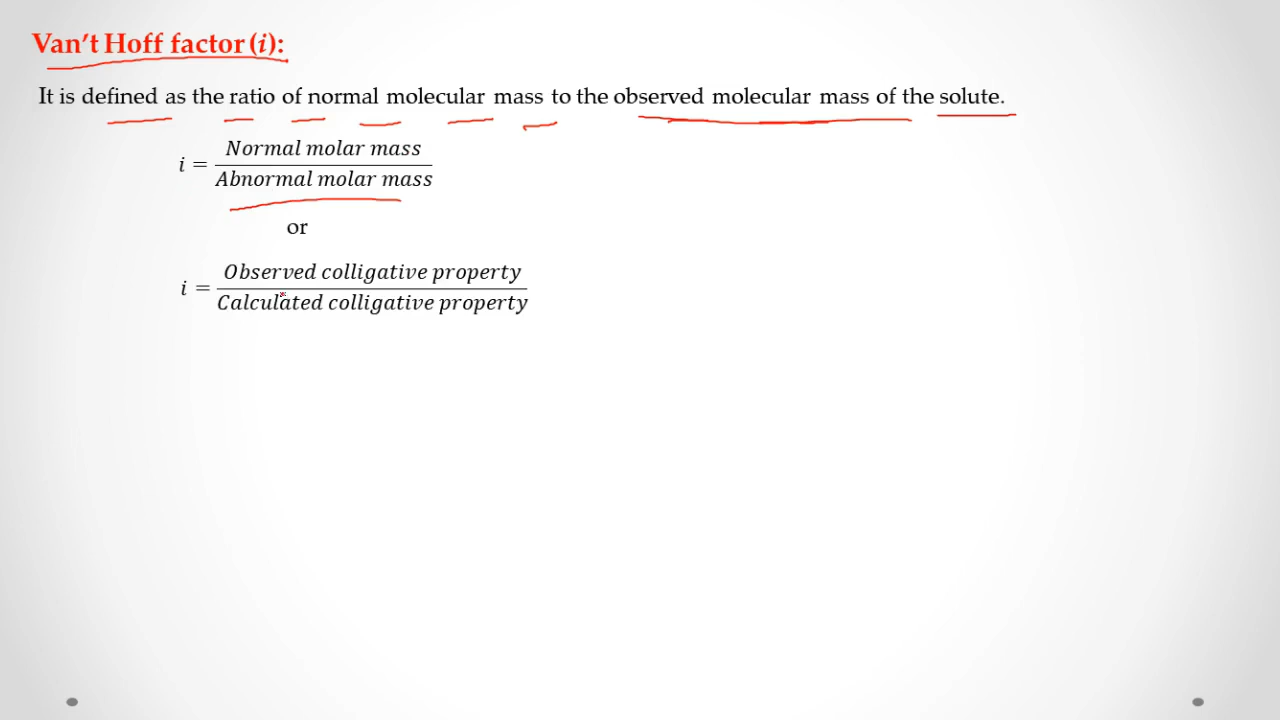 Van't Hoff factor (i):
It is defined as the ratio of normal molecular mass to the observed molecular mass of the solute.
i = Normal molar mass / Abnormal molar mass
or
i = Observed colligative property / Calculated colligative property